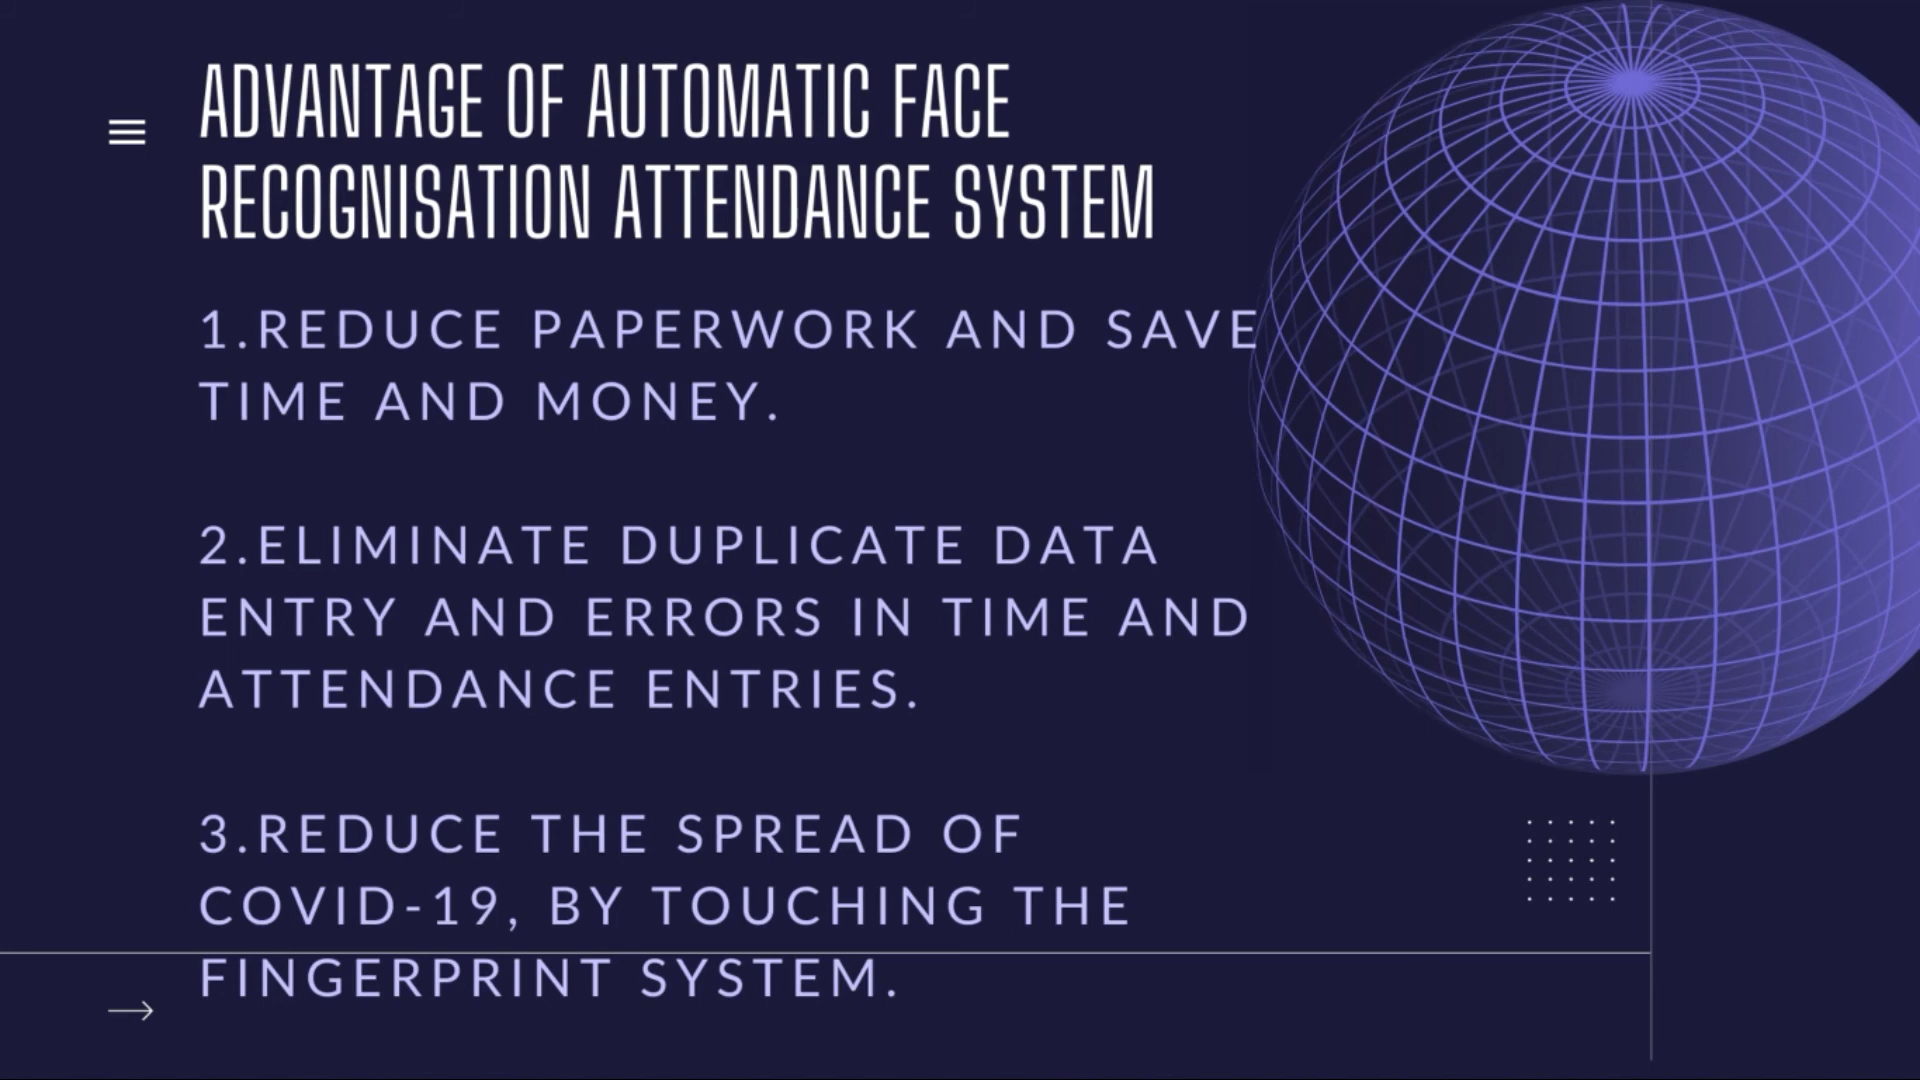 ADVANTAGE OF AUTOMATIC FACE
RECOGNISATION ATTENDANCE SYSTEM
1.REDUCE PAPERWORK AND SAVE
TIME AND MONEY.
2.ELIMINATE DUPLICATE DATA
ENTRY AND ERRORS IN TIME AND
ATTENDANCE ENTRIES.
3.REDUCE THE SPREAD OF
COVID-19, BY TOUCHING THE
FINGERPRINT SYSTEM.